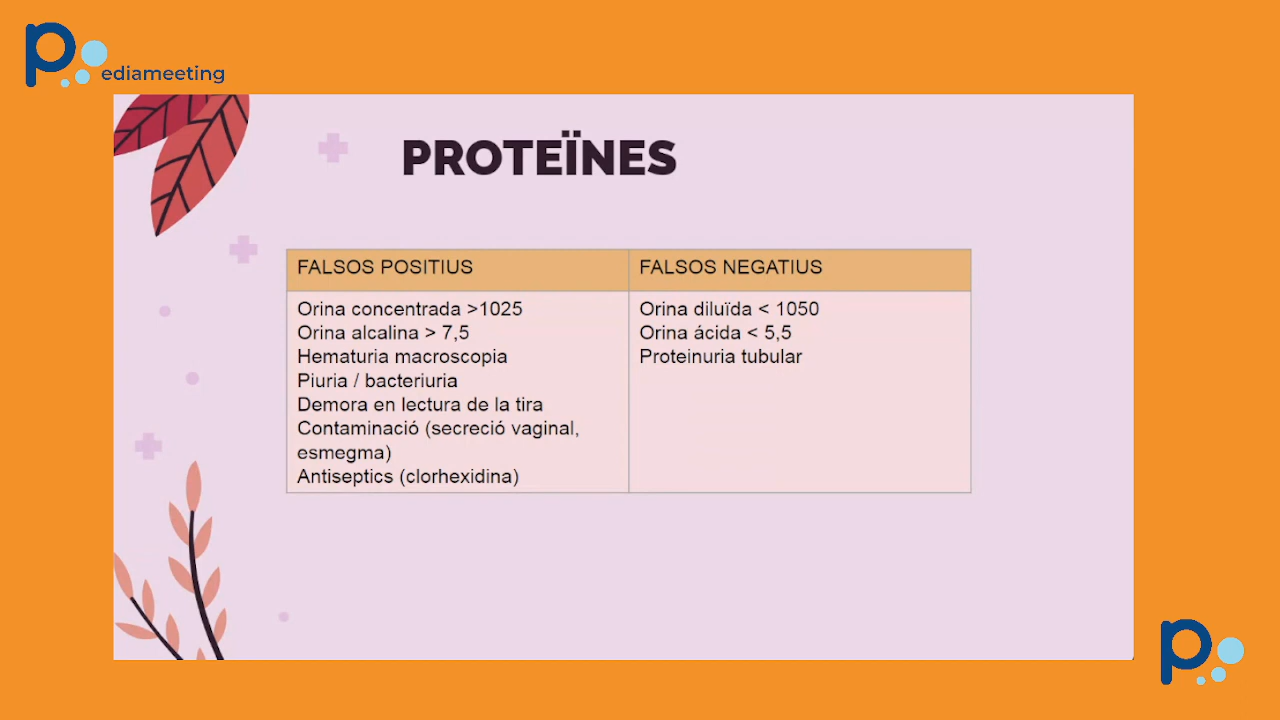 Pediameeting
PROTEÏNES
FALSOS POSITIUS
FALSOS NEGATIUS
Orina concentrada >1025
Orina alcalina > 7,5
Hematuria macroscopia
Piuria / bacteriuria
Demora en lectura de la tira
Contaminació (secreció vaginal,
esmegma)
Antiseptics (clorhexidina)
Orina diluïda < 1050
Orina ácida < 5,5
Proteinuria tubular
p